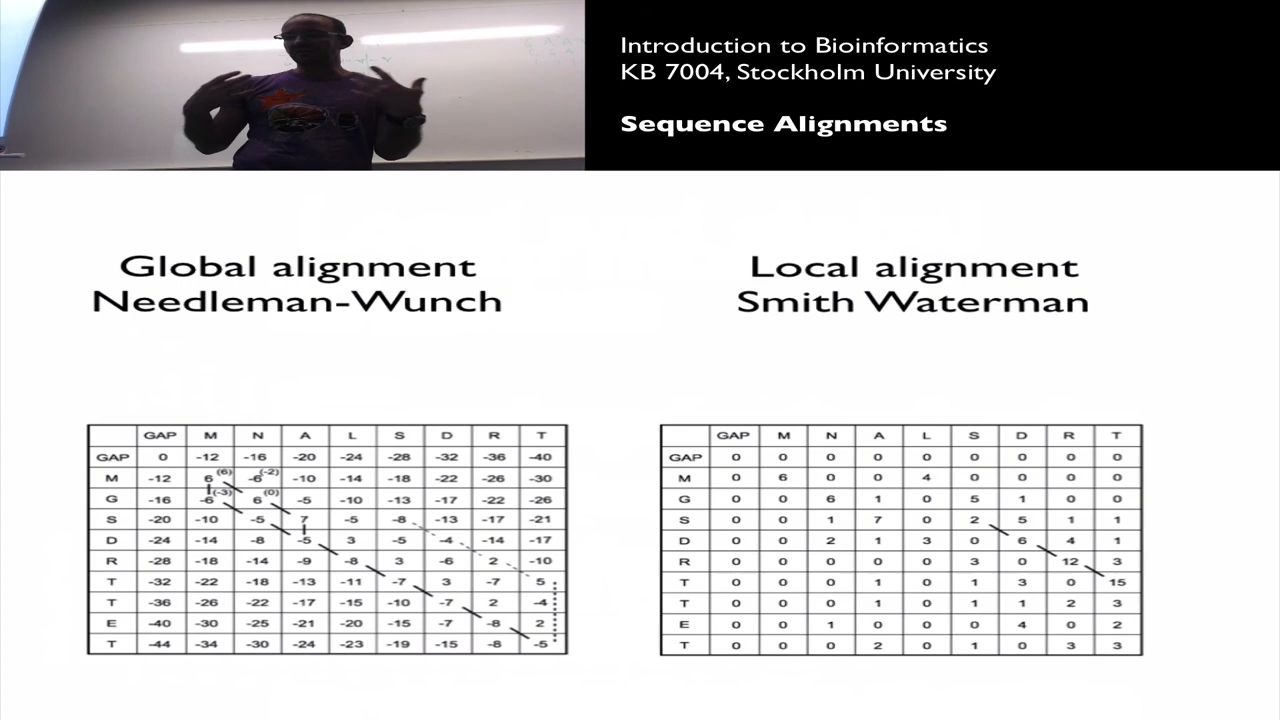 Introduction to Bioinformatics
KB 7004, Stockholm University
Sequence Alignments
Global alignment
Needleman-Wunch
Local alignment
Smith Waterman
GAP M N A L S D R T
GAP 0 -12 -16 -20 -24 -28 -32 -36 -40
M -12 6 (6) -6 (-2) -10 -14 -18 -22 -26 -30
G -16 -6 (-3) 6 (0) -5 -10 -13 -17 -22 -26
S -20 -10 -5 7 -5 -8 -13 -17 -21
D -24 -14 -8 -5 3 -5 -4 -14 -17
R -28 -18 -14 -9 -8 3 -6 2 -10
T -32 -22 -18 -13 -11 -7 3 -7 5
T -36 -26 -22 -17 -15 -10 -7 2 -4
E -40 -30 -25 -21 -20 -15 -7 -8 2
T -44 -34 -30 -24 -23 -19 -15 -8 -5
GAP M N A L S D R T
GAP 0 0 0 0 0 0 0 0 0
M 0 6 0 0 4 0 0 0 0
G 0 0 6 1 0 5 1 0 0
S 0 0 1 7 0 2 5 1 1
D 0 0 2 1 3 0 6 4 1
R 0 0 0 0 0 3 0 12 3
T 0 0 0 1 0 1 3 0 15
T 0 0 0 1 0 1 1 2 3
E 0 0 1 0 0 0 4 0 2
T 0 0 0 2 0 1 0 3 3